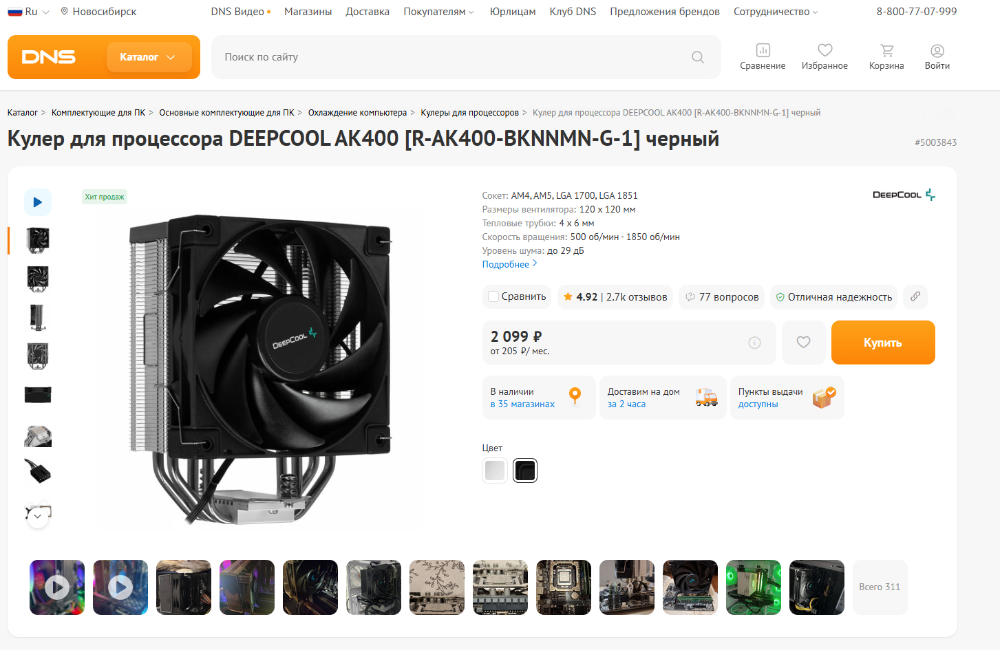 Ru
Новосибирск
DNS Видео
Магазины
Доставка
Покупателям
Юрлицам
Клуб DNS
Предложения брендов
Сотрудничество
8-800-77-07-999
DNS
Каталог
Поиск по сайту
Сравнение
Избранное
Корзина
Войти
Каталог > Комплектующие для ПК > Основные комплектующие для ПК > Охлаждение компьютера > Кулеры для процессоров > Кулер для процессора DEEPCOOL AK400 [R-AK400-BKNNMN-G-1] черный
Кулер для процессора DEEPCOOL AK400 [R-AK400-BKNNMN-G-1] черный
#5003843
Хит продаж
DEEPCOOL
Сокет: AM4, AM5, LGA 1700, LGA 1851
Размеры вентилятора: 120 x 120 мм
Тепловые трубки: 4 x 6 мм
Скорость вращения: 500 об/мин - 1850 об/мин
Уровень шума: до 29 дБ
Подробнее
DEEPCOOL
Сравнить
4.92 | 2.7k отзывов
77 вопросов
Отличная надежность
2 099 ₽
от 205 ₽/ мес.
Купить
В наличии
в 35 магазинах
Доставим на дом
за 2 часа
Пункты выдачи
доступны
Цвет
Всего 311